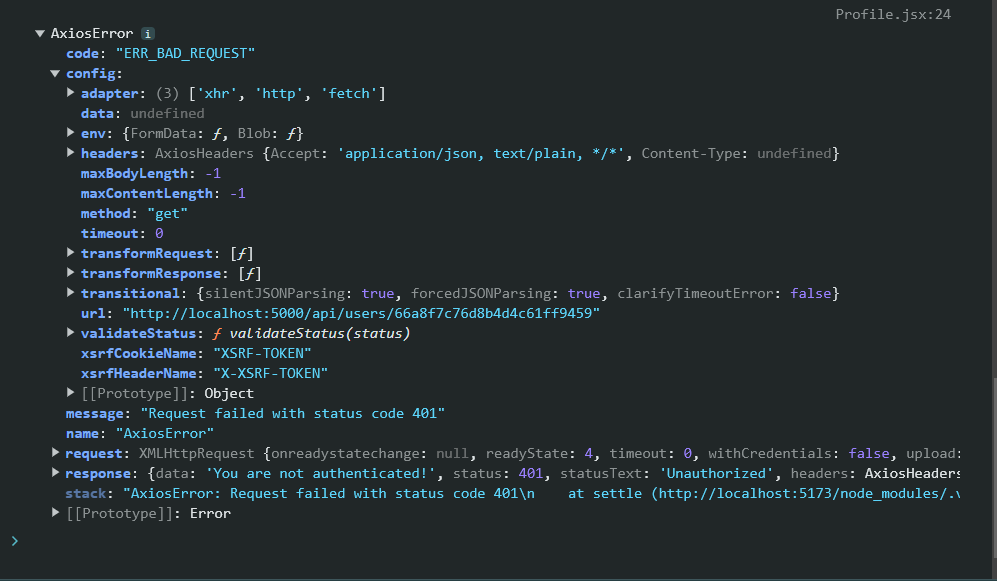 Profile.jsx:24
AxiosError i
code: "ERR_BAD_REQUEST"
config:
adapter: (3) ['xhr', 'http', 'fetch']
data: undefined
env: {FormData: ƒ, Blob: ƒ}
headers: AxiosHeaders {Accept: 'application/json, text/plain, */*', Content-Type: undefined}
maxBodyLength: -1
maxContentLength: -1
method: "get"
timeout: 0
transformRequest: [ƒ]
transformResponse: [ƒ]
transitional: {silentJSONParsing: true, forcedJSONParsing: true, clarifyTimeoutError: false}
url: "http://localhost:5000/api/users/66a8f7c76d8b4d4c61ff9459"
validateStatus: ƒ validateStatus(status)
xsrfCookieName: "XSRF-TOKEN"
xsrfHeaderName: "X-XSRF-TOKEN"
[[Prototype]]: Object
message: "Request failed with status code 401"
name: "AxiosError"
request: XMLHttpRequest {onreadystatechange: null, readyState: 4, timeout: 0, withCredentials: false, upload:
response: {data: 'You are not authenticated!', status: 401, statusText: 'Unauthorized', headers: AxiosHeaders
stack: "AxiosError: Request failed with status code 401\n    at settle (http://localhost:5173/node_modules/.v
[[Prototype]]: Error